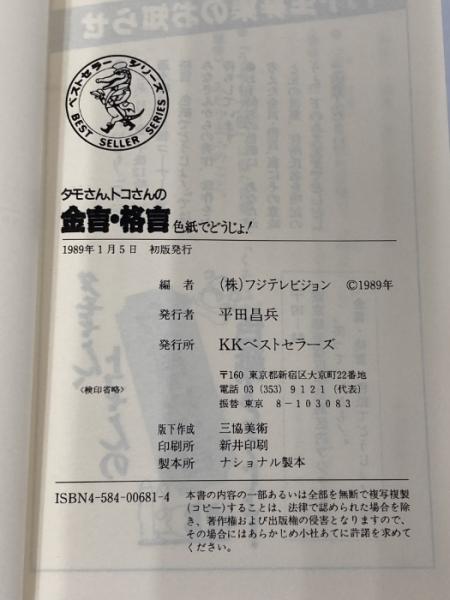 ベストセラーシリーズ
BEST SELLER SERIES
タモさん、トコさんの
金言・格言 色紙でどうじょ!
1989年1月5日 初版発行
編者 (株)フジテレビジョン ©1989年
発行者 平田昌兵
発行所 KKベストセラーズ
〒160 東京都新宿区大京町22番地
電話 03(353)9121(代表)
振替 東京 8-103083
〈検印省略〉
版下作成 三協美術
印刷所 新井印刷
製本所 ナショナル製本
ISBN4-584-00681-4
本書の内容の一部あるいは全部を無断で複写複製
(コピー)することは、法律で認められた場合を除
き、著作権および出版権の侵害となりますので、
その場合にはあらかじめ小社あてに許諾を求めて
ください。